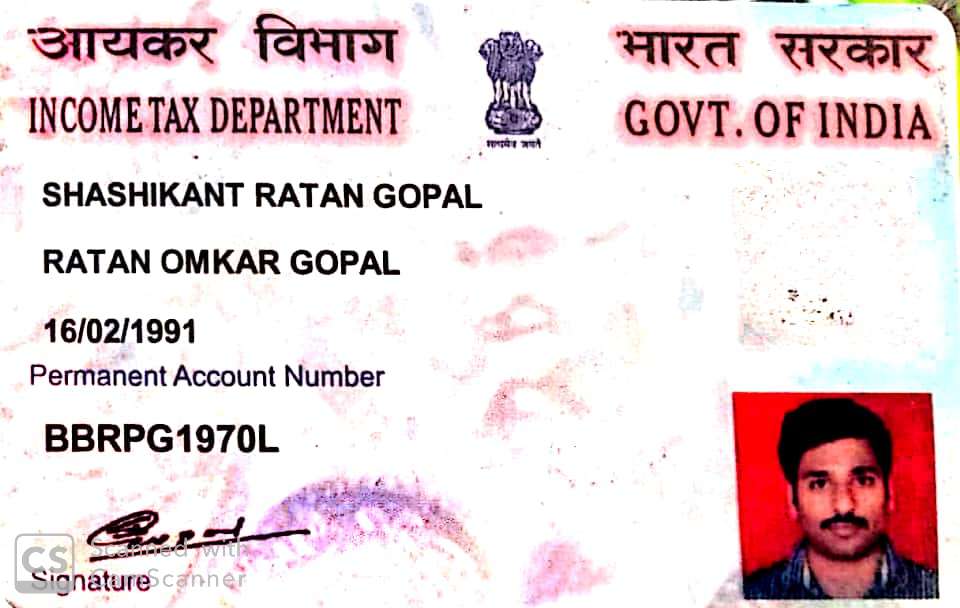 आयकर विभाग
INCOME TAX DEPARTMENT
सत्यमेव जयते
भारत सरकार
GOVT. OF INDIA
SHASHIKANT RATAN GOPAL
RATAN OMKAR GOPAL
16/02/1991
Permanent Account Number
BBRPG1970L
Signature
CS Scanned with
CamScanner